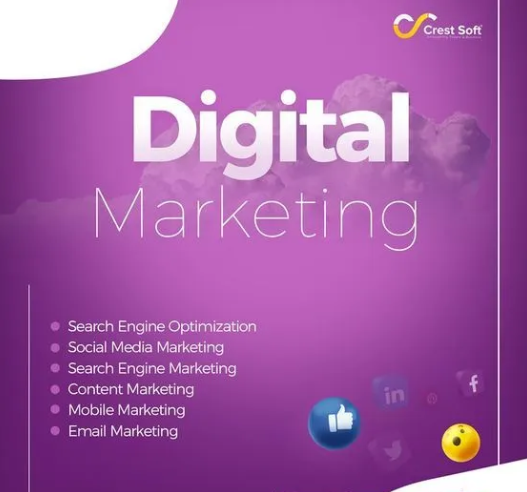 Crest Soft
Digital
Marketing
Search Engine Optimization
Social Media Marketing
Search Engine Marketing
Content Marketing
Mobile Marketing
Email Marketing
in
f